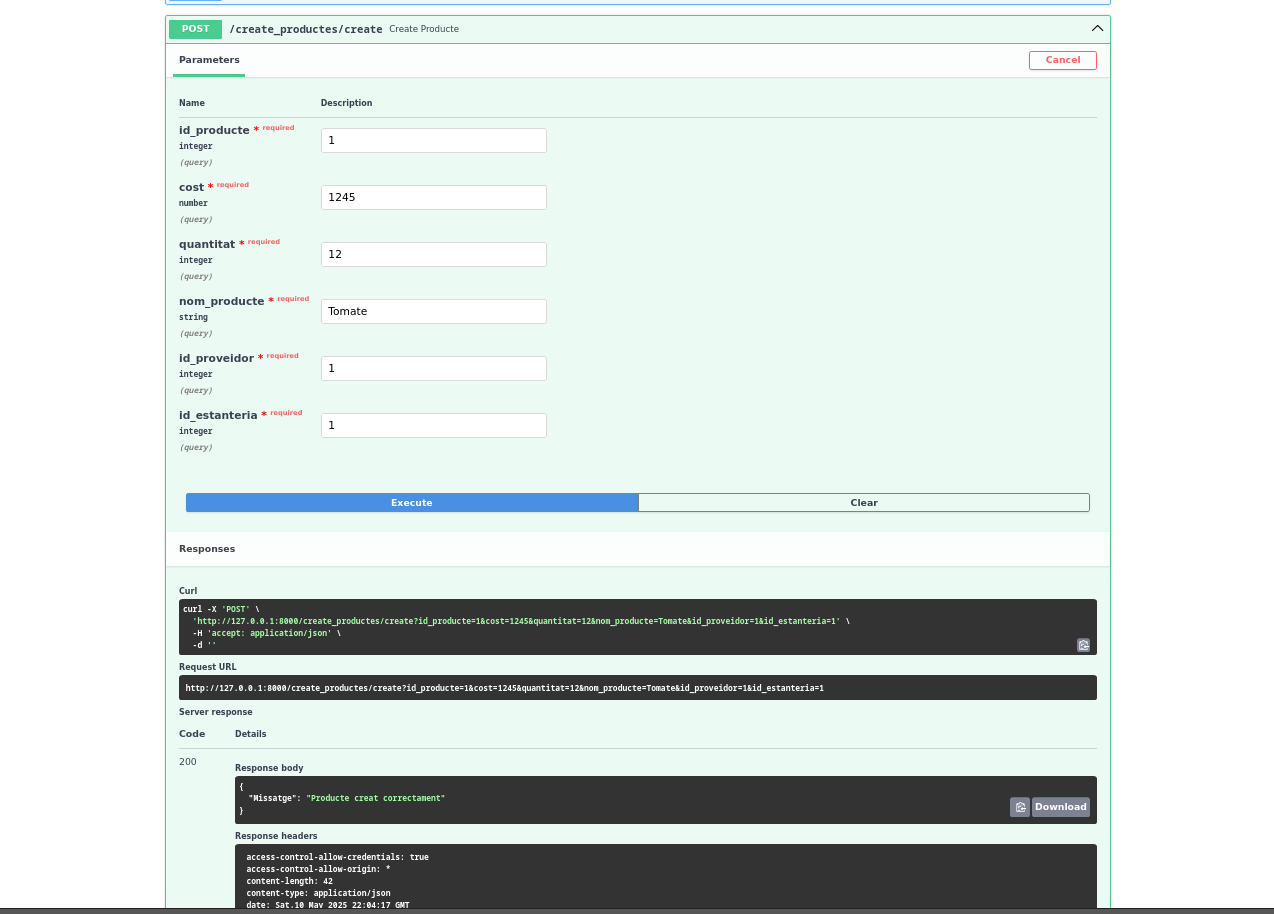 POST /create_productes/create Create Producte
Parameters
Cancel
Name Description
id_producte * required
integer
(query)
1
cost * required
number
(query)
1245
quantitat * required
integer
(query)
12
nom_producte * required
string
(query)
Tomate
id_proveidor * required
integer
(query)
1
id_estanteria * required
integer
(query)
1
Execute
Clear
Responses
Curl
curl -X 'POST' \
'http://127.0.0.1:8000/create_productes/create?id_producte=1&cost=1245&quantitat=12&nom_producte=Tomate&id_proveidor=1&id_estanteria=1' \
-H 'accept: application/json' \
-d ''
Request URL
http://127.0.0.1:8000/create_productes/create?id_producte=1&cost=1245&quantitat=12&nom_producte=Tomate&id_proveidor=1&id_estanteria=1
Server response
Code Details
200
Response body
{
"Missatge": "Producte creat correctament"
}
Download
Response headers
access-control-allow-credentials: true
access-control-allow-origin: *
content-length: 42
content-type: application/json
date: Sat,10 May 2025 22:04:17 GMT